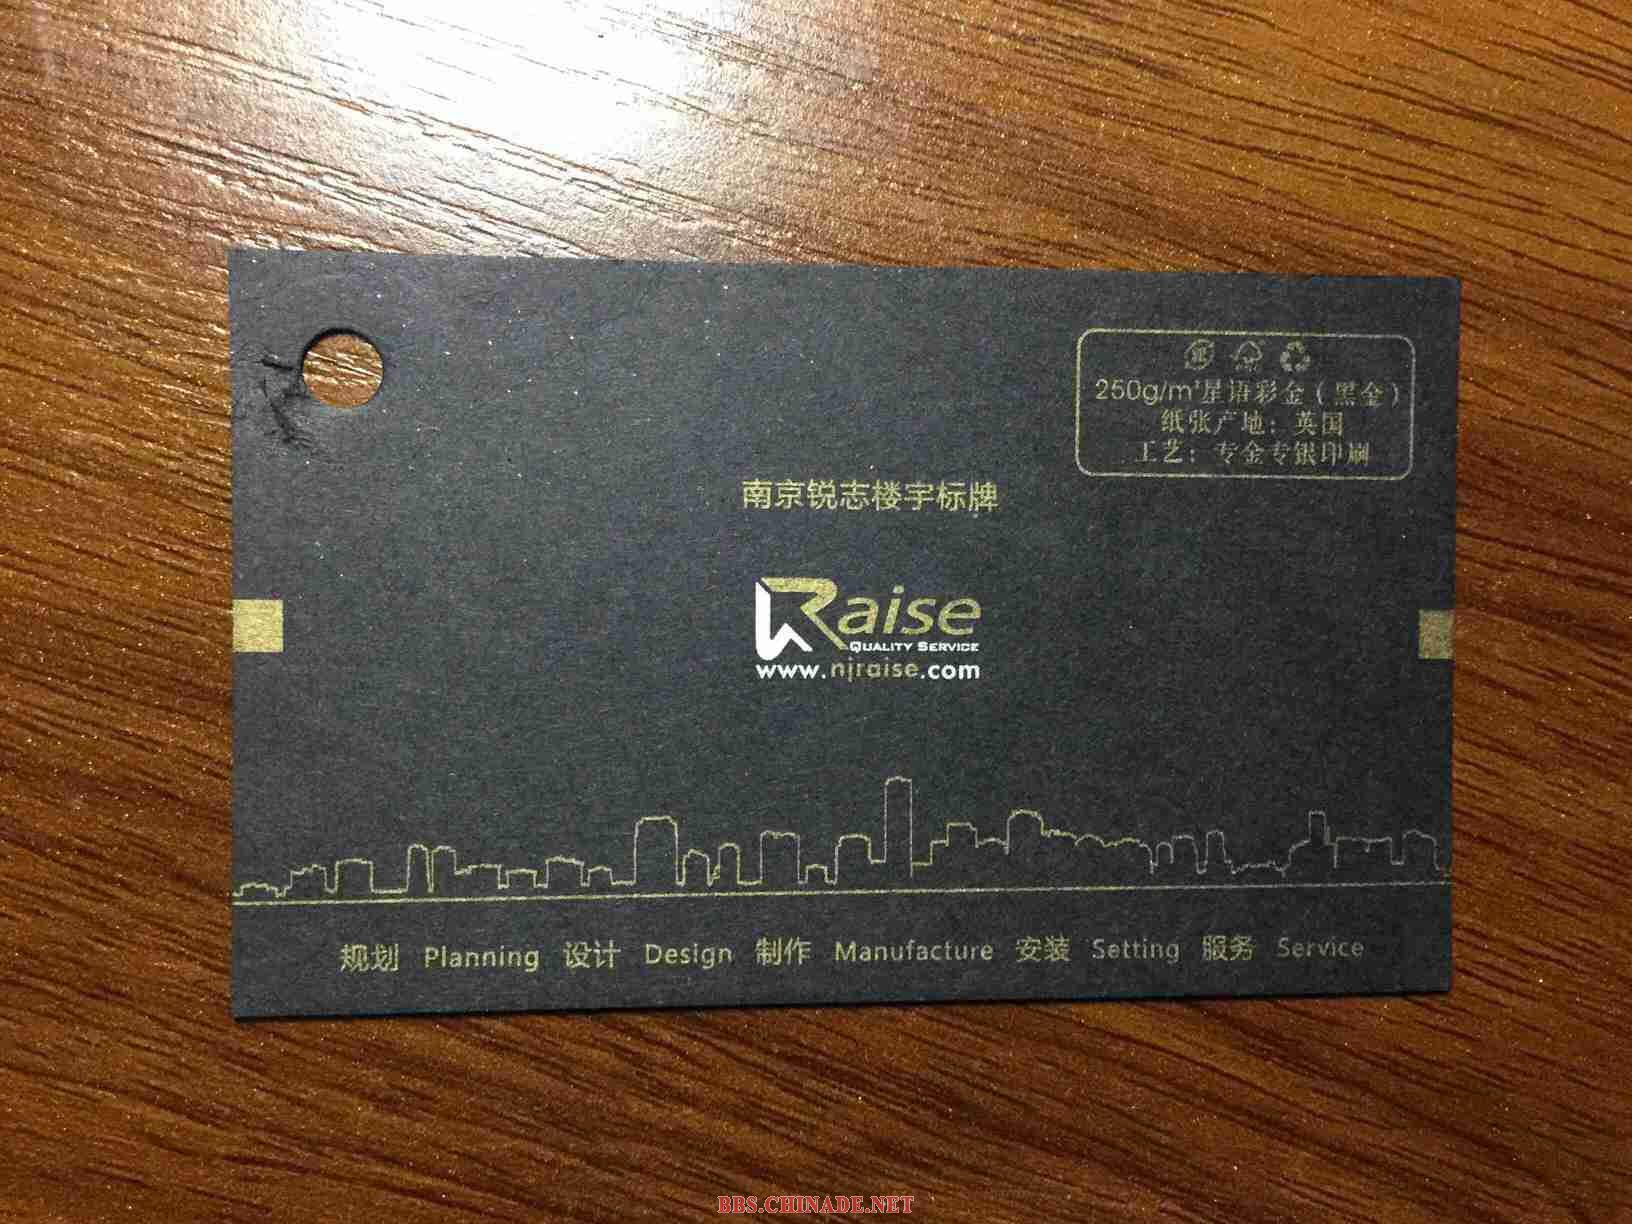 250g/m²星语彩金（黑金）
纸张产地：英国
工艺：专金专银印刷
南京锐志楼宇标牌
Raise
QUALITY SERVICE
www.njraise.com
规划 Planning 设计 Design 制作 Manufacture 安装 Setting 服务 Service
BBS.CHINADE.NET